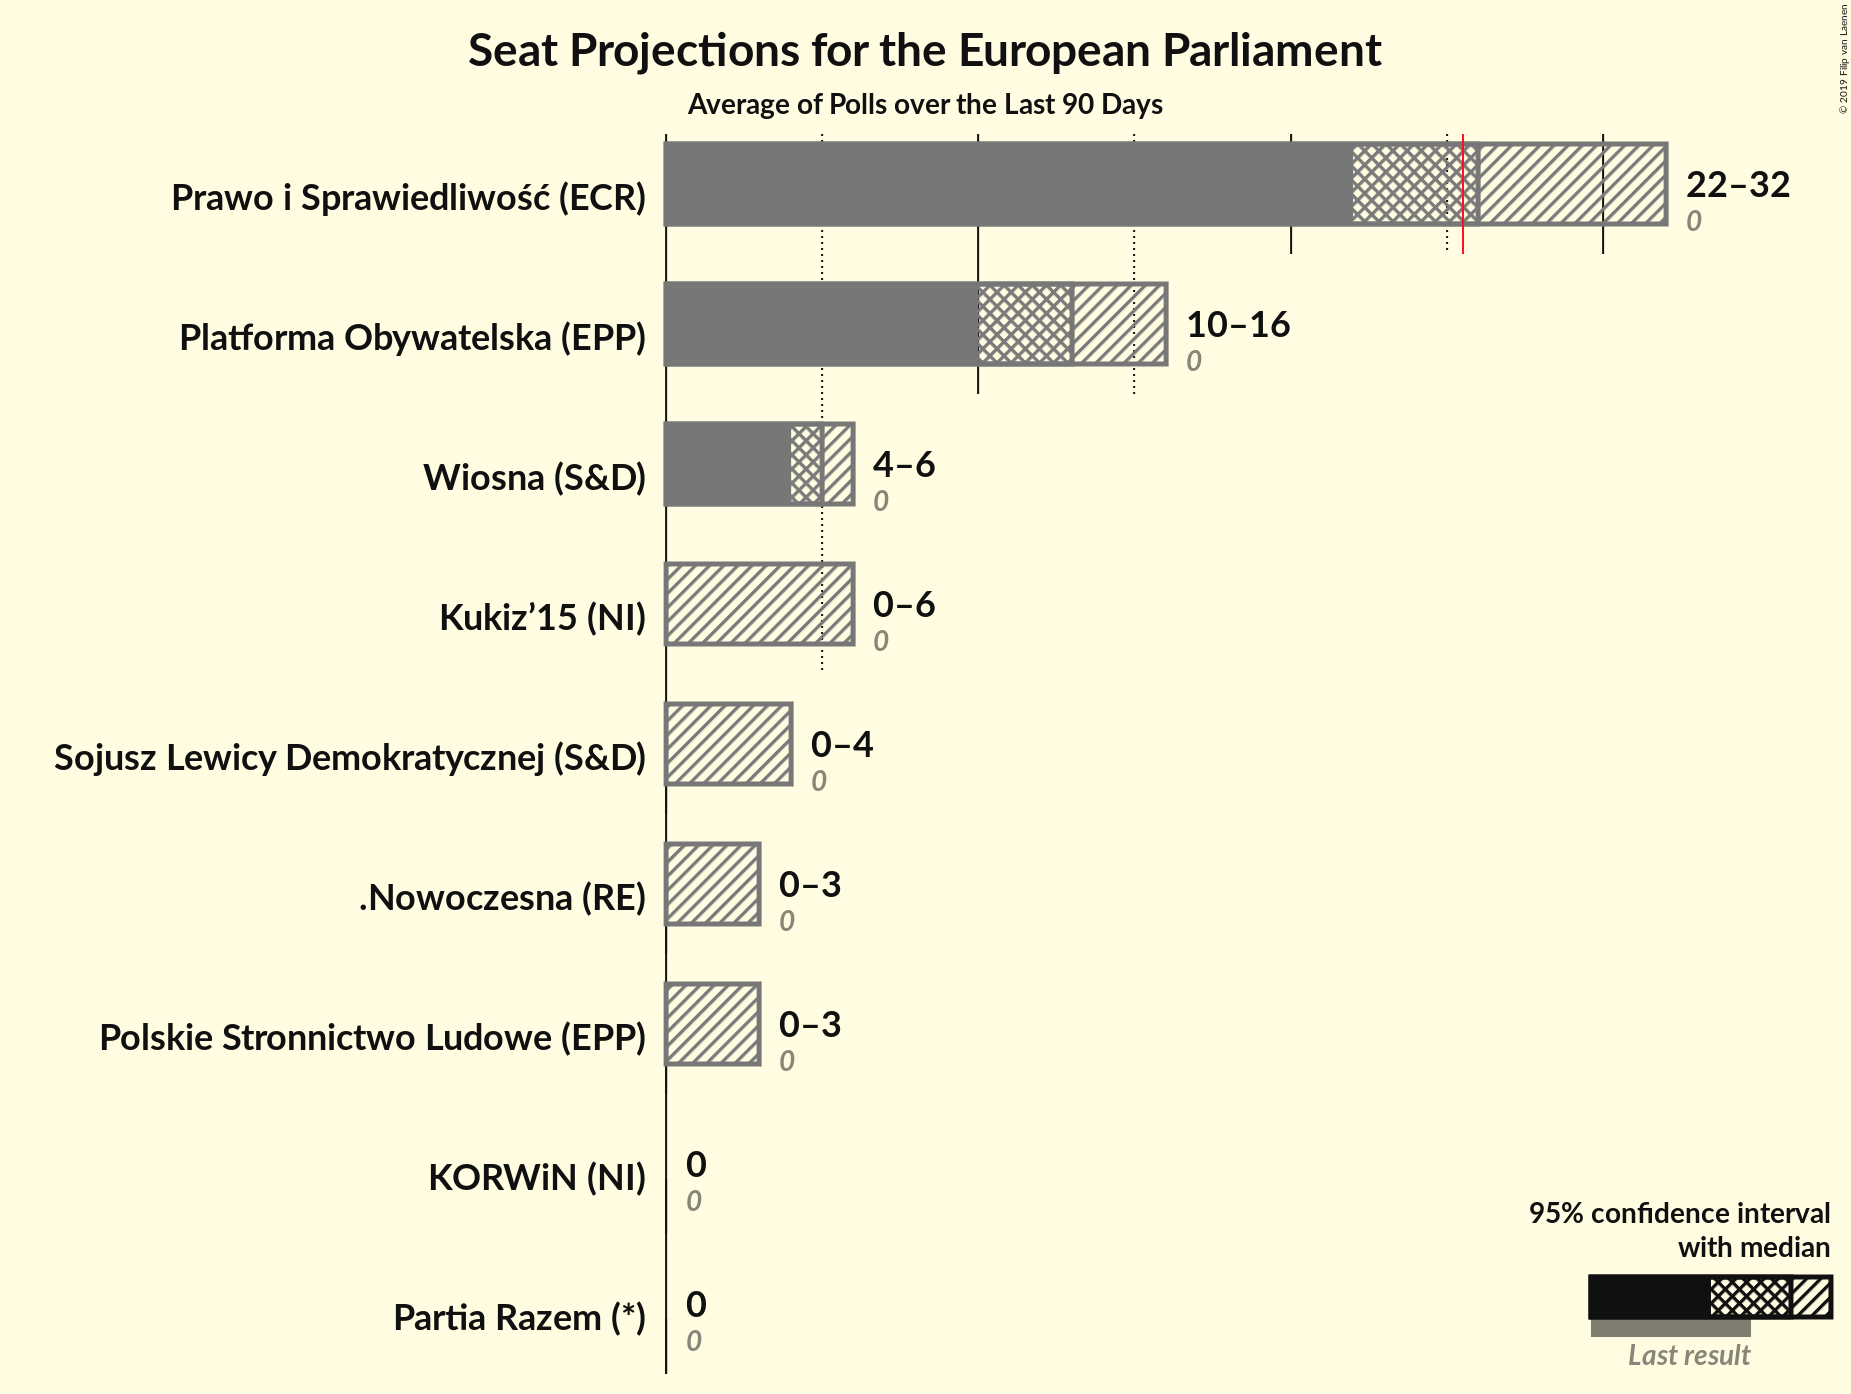 Seat Projections for the European Parliament
Average of Polls over the Last 90 Days
© 2019 Filip van Laenen
Prawo i Sprawiedliwość (ECR)
22–32
0
Platforma Obywatelska (EPP)
10–16
0
Wiosna (S&D)
4–6
0
Kukiz’15 (NI)
0–6
0
Sojusz Lewicy Demokratycznej (S&D)
0–4
0
.Nowoczesna (RE)
0–3
0
Polskie Stronnictwo Ludowe (EPP)
0–3
0
KORWiN (NI)
0
0
Partia Razem (*)
0
0
95% confidence interval
with median
Last result